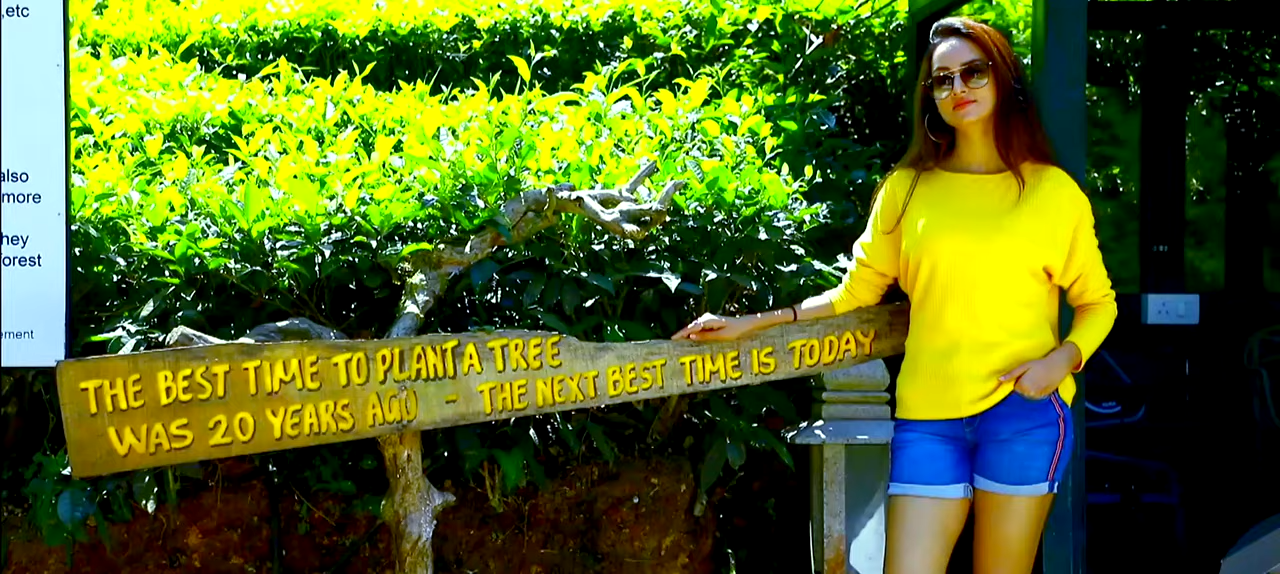 ,etc
also
more
hey
forest
ement
THE BEST TIME TO PLANT A TREE
WAS 20 YEARS AGO - THE NEXT BEST TIME IS TODAY